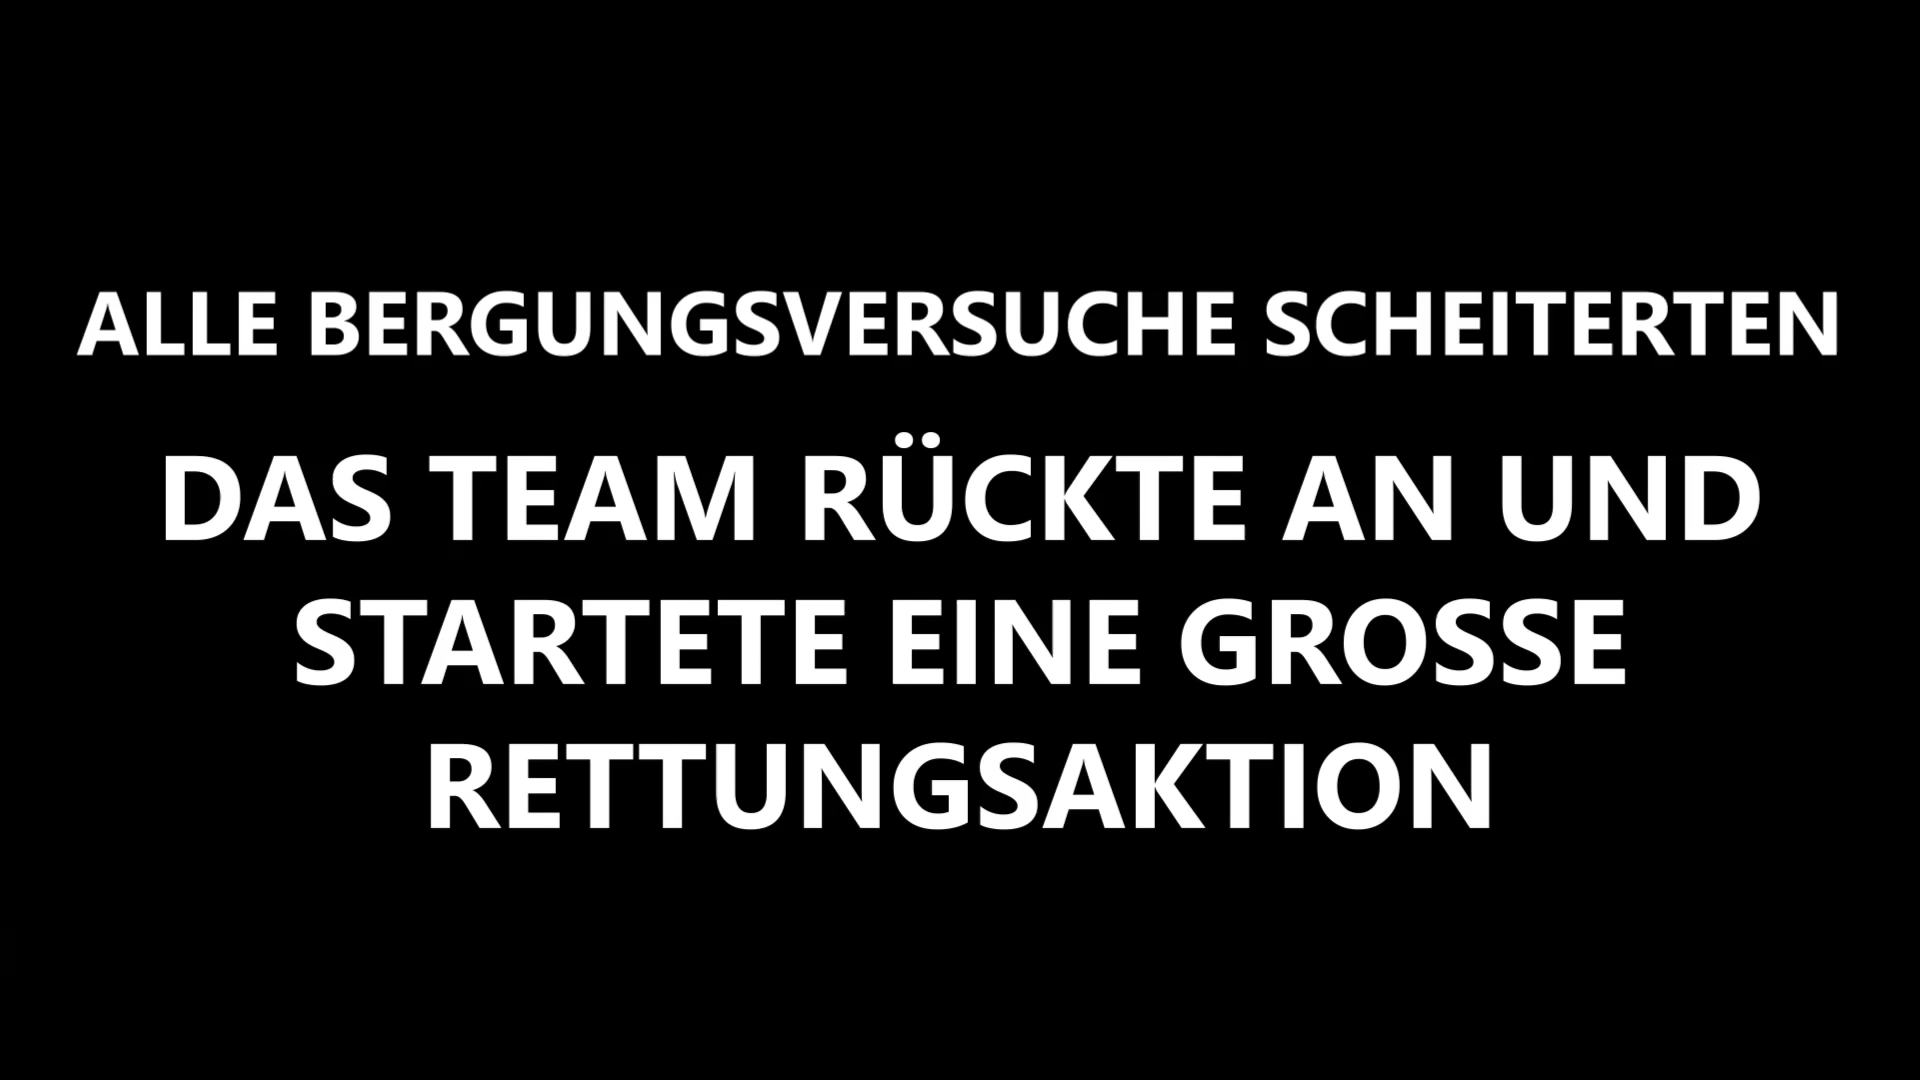 ALLE BERGUNGSVERSUCHE SCHEITERTEN
DAS TEAM RÜCKTE AN UND
STARTETE EINE GROSSE
RETTUNGSAKTION